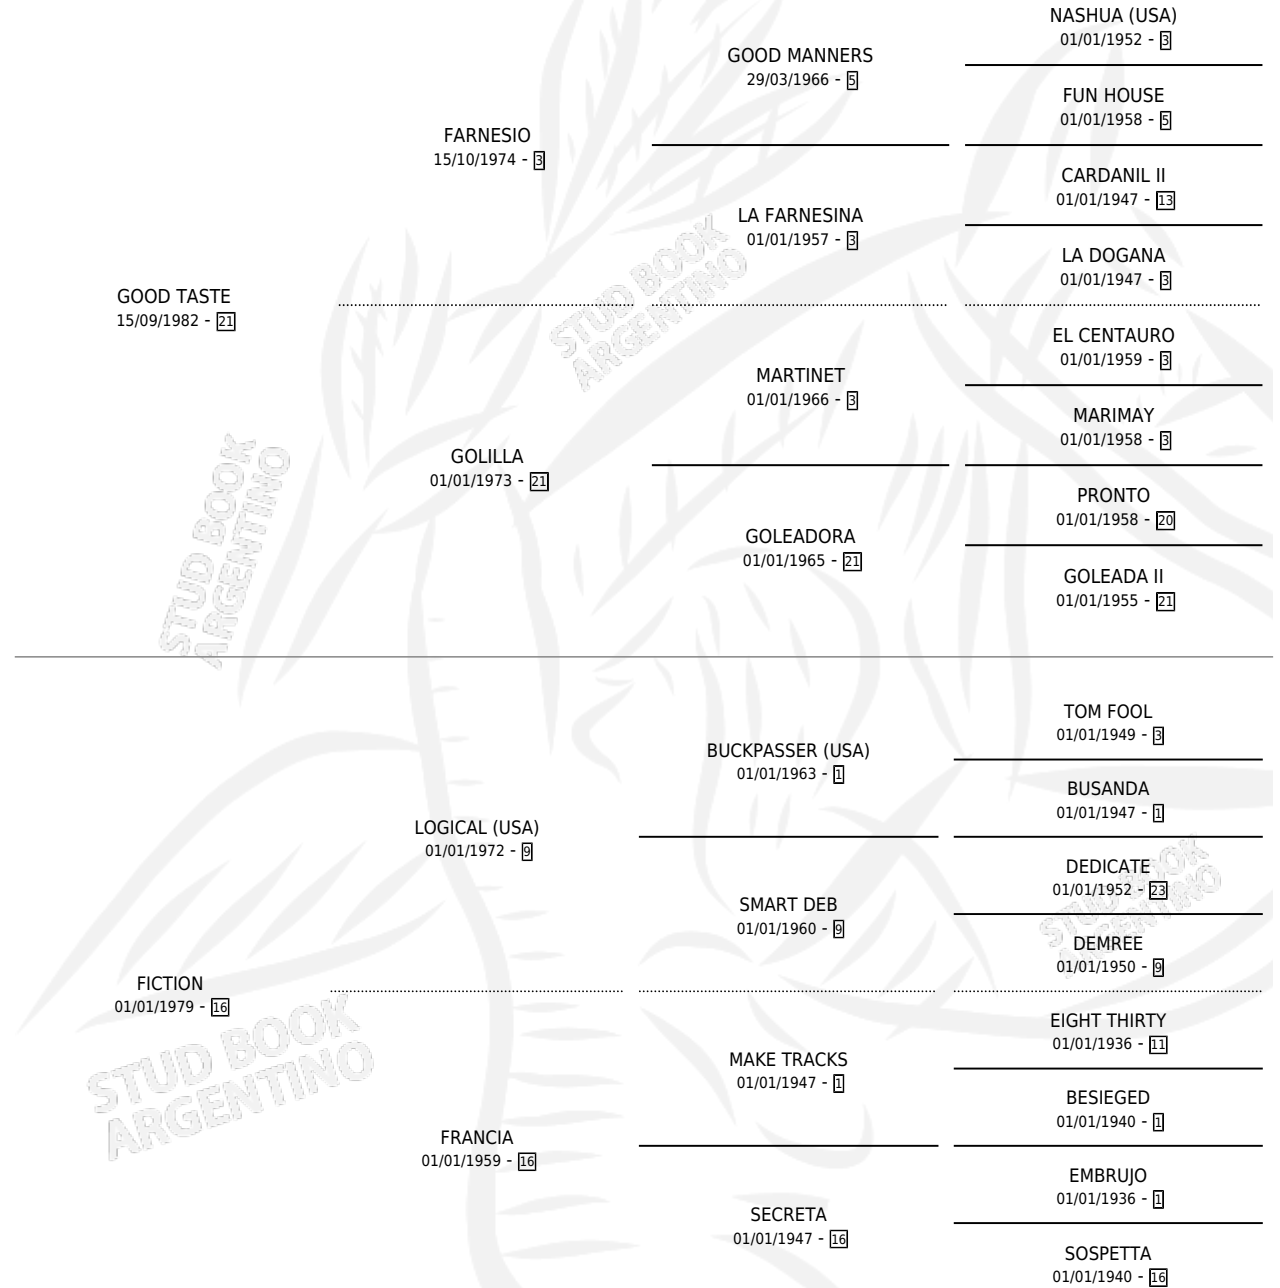 NASHUA (USA)
01/01/1952 - 3
GOOD MANNERS
29/03/1966 - 5
FUN HOUSE
01/01/1958 - 5
FARNESIO
15/10/1974 - 3
CARDANIL II
01/01/1947 - 13
LA FARNESINA
01/01/1957 - 3
LA DOGANA
01/01/1947 - 3
GOOD TASTE
15/09/1982 - 21
EL CENTAURO
01/01/1959 - 3
MARTINET
01/01/1966 - 3
MARIMAY
01/01/1958 - 3
GOLILLA
01/01/1973 - 21
PRONTO
01/01/1958 - 20
GOLEADORA
01/01/1965 - 21
GOLEADA II
01/01/1955 - 21
STUD BOOK
ARGENTINO
STUD BOOK
ARGENTINO
TOM FOOL
01/01/1949 - 3
BUCKPASSER (USA)
01/01/1963 - 1
BUSANDA
01/01/1947 - 1
LOGICAL (USA)
01/01/1972 - 9
DEDICATE
01/01/1952 - 23
SMART DEB
01/01/1960 - 9
DEMREE
01/01/1950 - 9
FICTION
01/01/1979 - 16
EIGHT THIRTY
01/01/1936 - 11
MAKE TRACKS
01/01/1947 - 1
BESIEGED
01/01/1940 - 1
FRANCIA
01/01/1959 - 16
EMBRUJO
01/01/1936 - 1
SECRETA
01/01/1947 - 16
SOSPETTA
01/01/1940 - 16
STUD BOOK
ARGENTINO
STUD BOOK
ARGENTINO